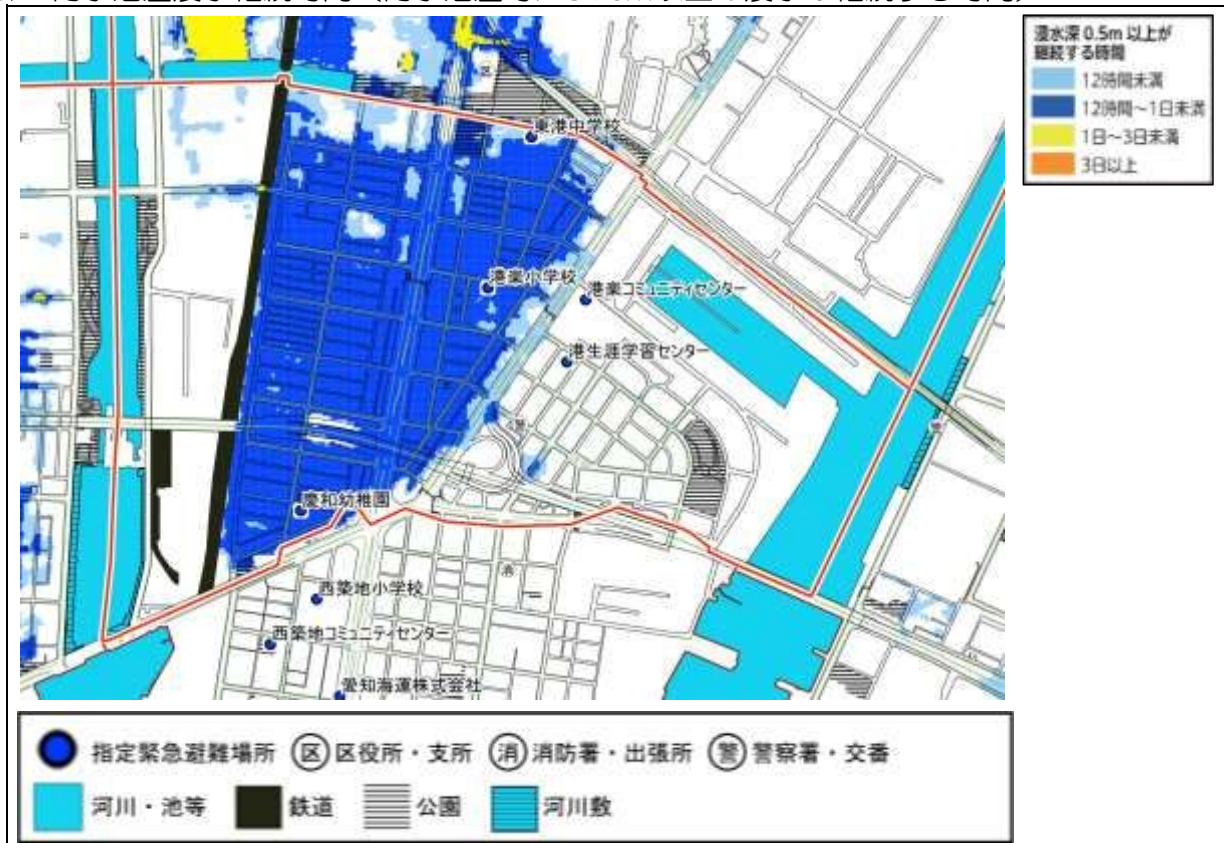 浸水深 0.5m 以上が
継続する時間
12時間未満
12時間～1日未満
1日～3日未満
3日以上
区
東港中学校
港楽小学校
港楽コミュニティセンター
港生涯学習センター
警
慶和幼稚園
消
西築地小学校
西築地コミュニティセンター
愛知海運株式会社
指定緊急避難場所
区 区役所・支所
消 消防署・出張所
警 警察署・交番
河川・池等
鉄道
公園
河川敷